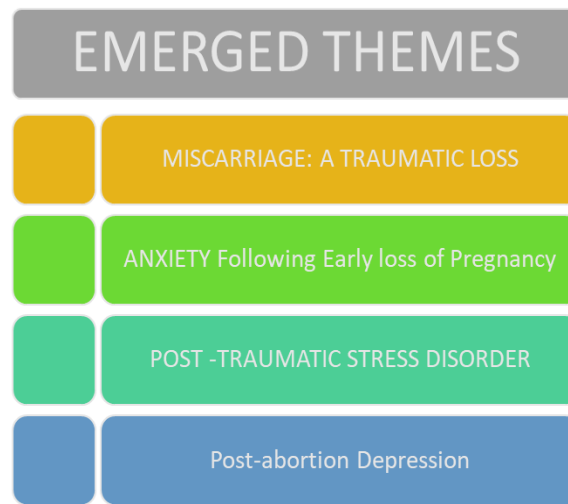 EMERGED THEMES
MISCARRIAGE: A TRAUMATIC LOSS
ANXIETY Following Early loss of Pregnancy
POST -TRAUMATIC STRESS DISORDER
Post-abortion Depression